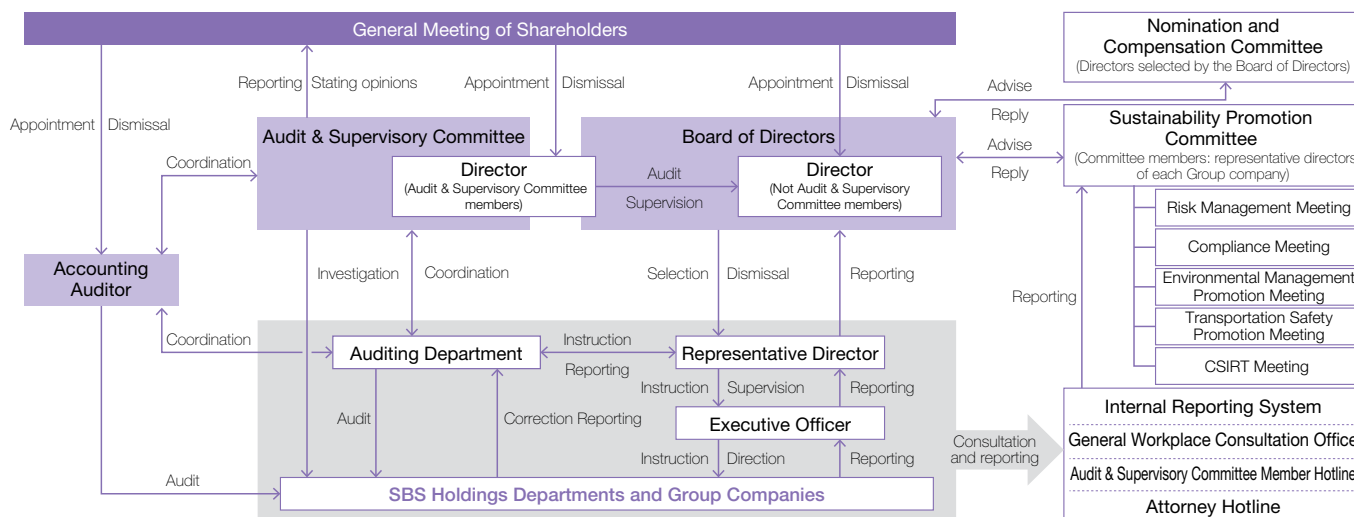 General Meeting of Shareholders
Nomination and
Compensation Committee
(Directors selected by the Board of Directors)
Reporting
Stating opinions
Appointment
Dismissal
Appointment
Dismissal
Advise
Reply
Appointment
Dismissal
Audit & Supervisory Committee
Board of Directors
Sustainability Promotion
Committee
(Committee members: representative directors
of each Group company)
Coordination
Director
(Audit & Supervisory Committee
members)
Audit
Supervision
Director
(Not Audit & Supervisory
Committee members)
Advise
Reply
Risk Management Meeting
Compliance Meeting
Environmental Management
Promotion Meeting
Transportation Safety
Promotion Meeting
CSIRT Meeting
Accounting
Auditor
Investigation
Coordination
Selection
Dismissal
Reporting
Reporting
Coordination
Auditing Department
Instruction
Reporting
Representative Director
Instruction
Supervision
Reporting
Audit
Correction Reporting
Executive Officer
Instruction
Direction
Reporting
Consultation
and reporting
Internal Reporting System
General Workplace Consultation Office
Audit & Supervisory Committee Member Hotline
Attorney Hotline
Audit
SBS Holdings Departments and Group Companies